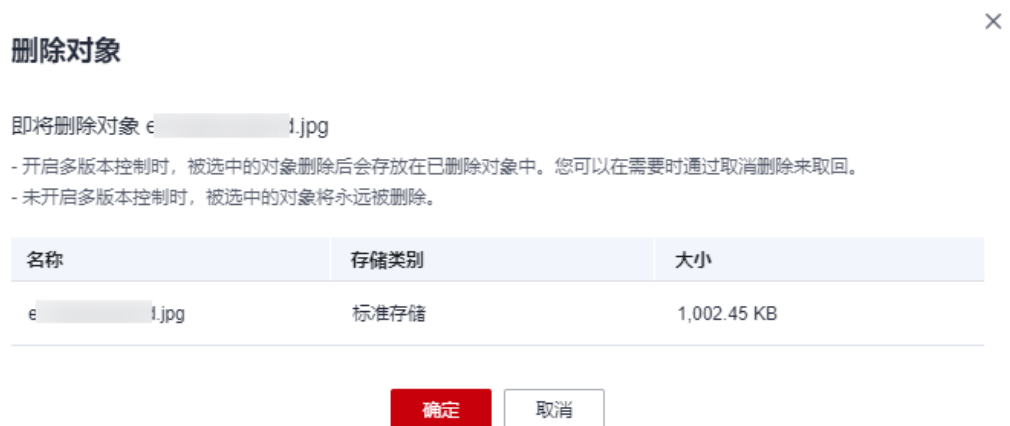 删除对象
即将删除对象 e d.jpg
- 开启多版本控制时，被选中的对象删除后会存放在已删除对象中。您可以在需要时通过取消删除来取回。
- 未开启多版本控制时，被选中的对象将永远被删除。
名称 存储类别 大小
e d.jpg 标准存储 1,002.45 KB
确定 取消